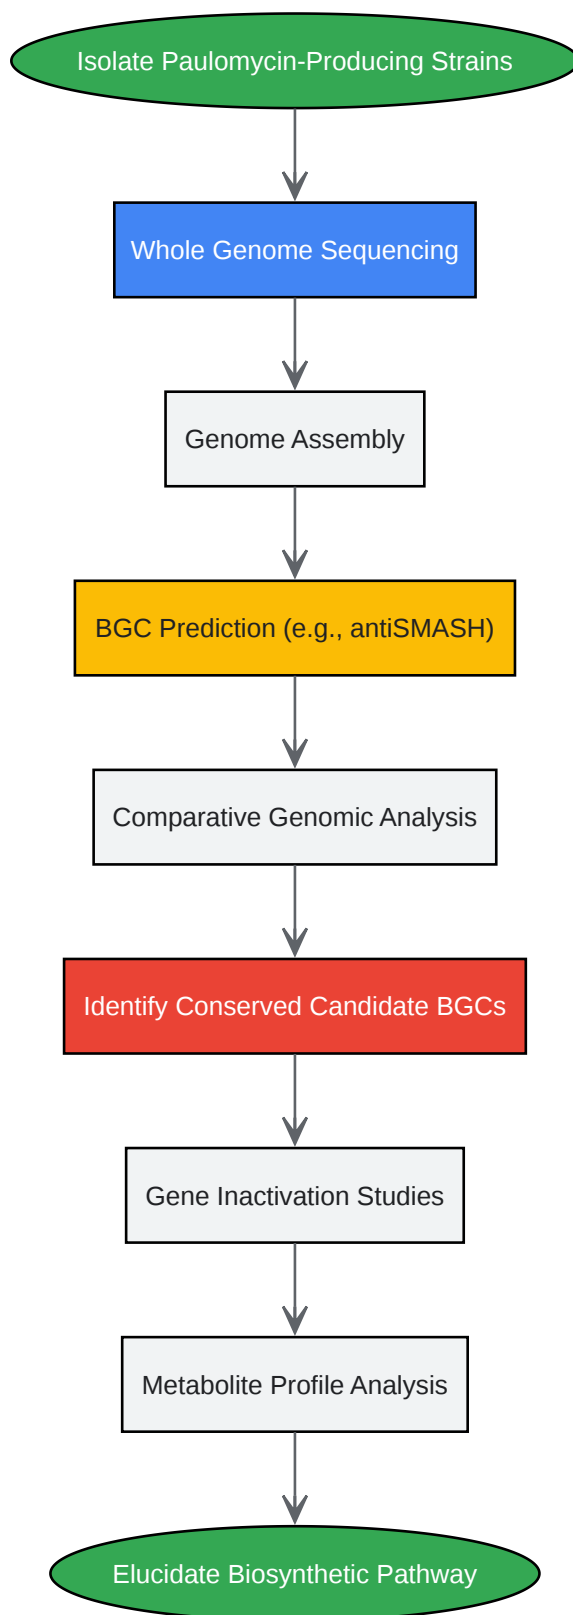 Isolate Paulomycin-Producing Strains
Whole Genome Sequencing
Genome Assembly
BGC Prediction (e.g., antiSMASH)
Comparative Genomic Analysis
Identify Conserved Candidate BGCs
Gene Inactivation Studies
Metabolite Profile Analysis
Elucidate Biosynthetic Pathway